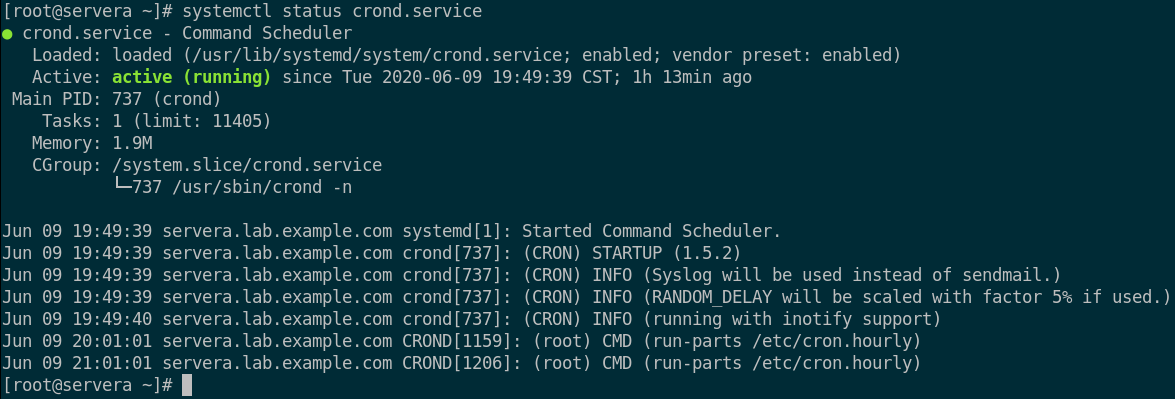 [root@servera ~]# systemctl status crond.service
● crond.service - Command Scheduler
   Loaded: loaded (/usr/lib/systemd/system/crond.service; enabled; vendor preset: enabled)
   Active: active (running) since Tue 2020-06-09 19:49:39 CST; 1h 13min ago
 Main PID: 737 (crond)
    Tasks: 1 (limit: 11405)
   Memory: 1.9M
   CGroup: /system.slice/crond.service
           └─737 /usr/sbin/crond -n

Jun 09 19:49:39 servera.lab.example.com systemd[1]: Started Command Scheduler.
Jun 09 19:49:39 servera.lab.example.com crond[737]: (CRON) STARTUP (1.5.2)
Jun 09 19:49:39 servera.lab.example.com crond[737]: (CRON) INFO (Syslog will be used instead of sendmail.)
Jun 09 19:49:39 servera.lab.example.com crond[737]: (CRON) INFO (RANDOM_DELAY will be scaled with factor 5% if used.)
Jun 09 19:49:40 servera.lab.example.com crond[737]: (CRON) INFO (running with inotify support)
Jun 09 20:01:01 servera.lab.example.com CROND[1159]: (root) CMD (run-parts /etc/cron.hourly)
Jun 09 21:01:01 servera.lab.example.com CROND[1206]: (root) CMD (run-parts /etc/cron.hourly)
[root@servera ~]#